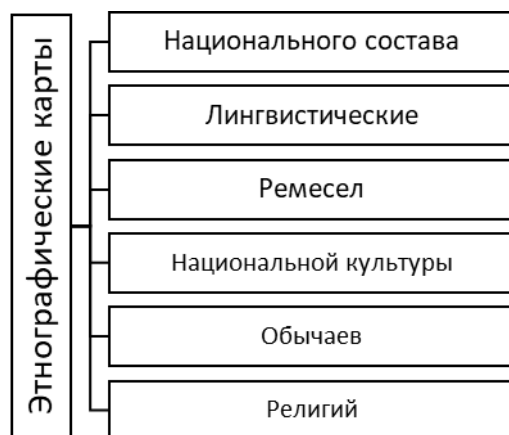 Этнографические карты
Национального состава
Лингвистические
Ремесел
Национальной культуры
Обычаев
Религий